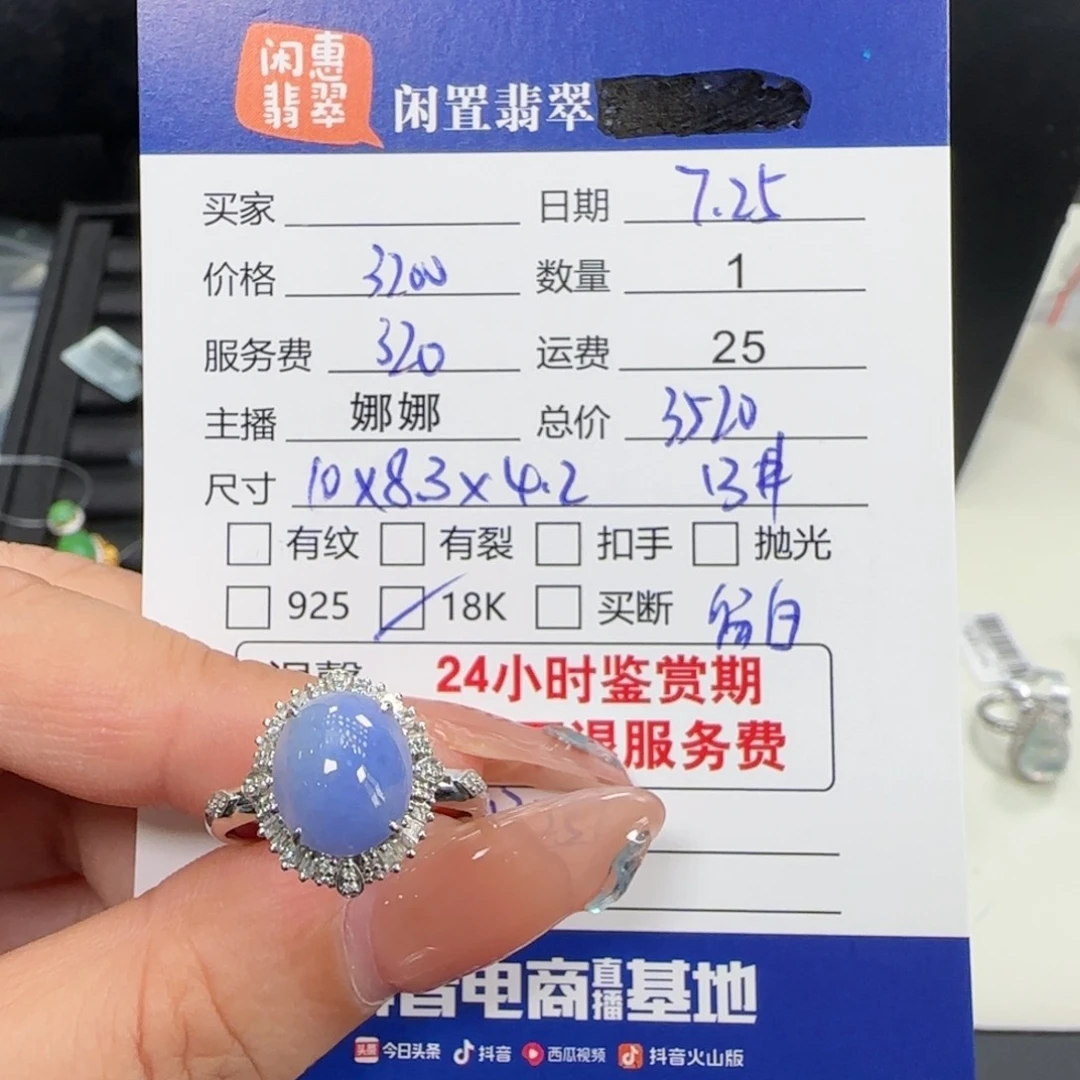 闲惠
翡翠
闲置翡翠
买家 日期 7.25
价格 3200 数量 1
服务费 320 运费 25
主播 娜娜 总价 3520
尺寸 10x8.3x4.2 13#
有纹 有裂 扣手 抛光
925 18K 买断
24小时鉴赏期
退服务费
音电商直播基地
头条 今日头条 抖音 西瓜视频 抖音火山版